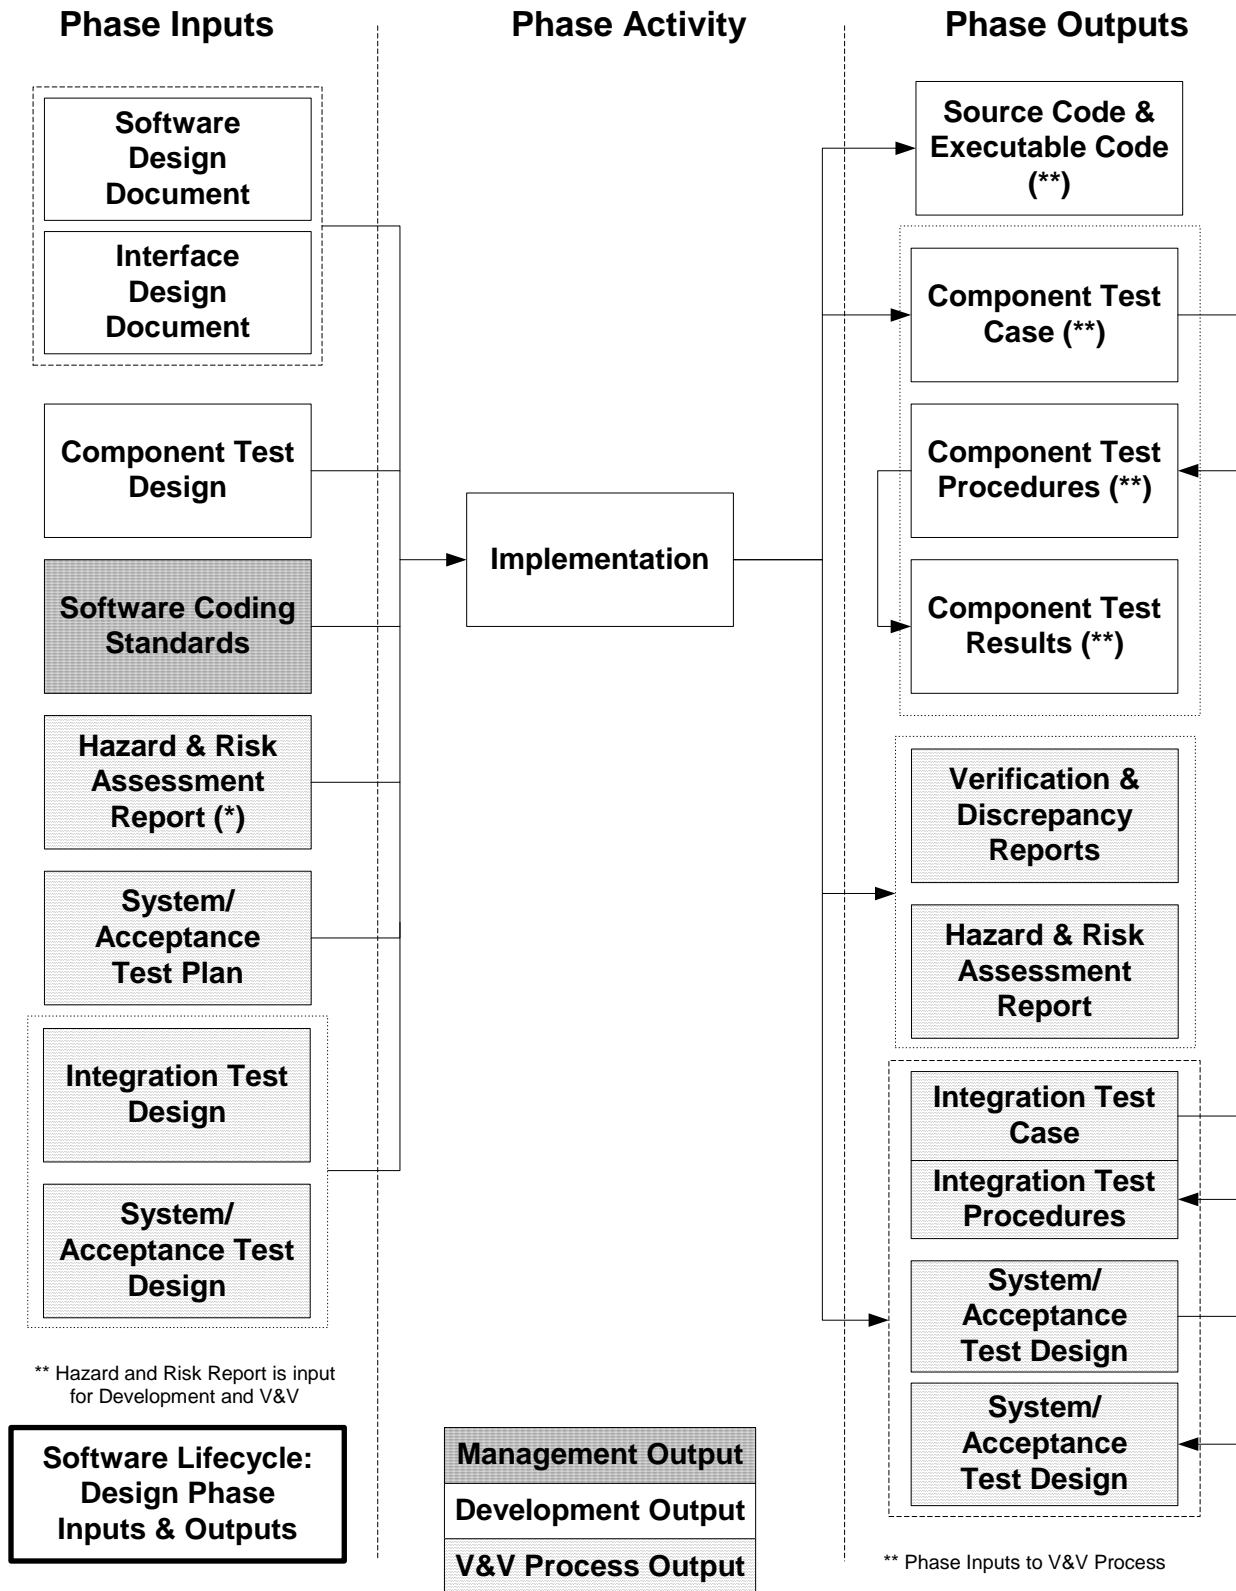 Phase Inputs
Phase Activity
Phase Outputs
Software
Design
Document
Interface
Design
Document
Component Test
Design
Software Coding
Standards
Hazard & Risk
Assessment
Report (*)
System/
Acceptance
Test Plan
Integration Test
Design
System/
Acceptance Test
Design
** Hazard and Risk Report is input
for Development and V&V
Software Lifecycle:
Design Phase
Inputs & Outputs
Implementation
Management Output
Development Output
V&V Process Output
Source Code &
Executable Code
(**)
Component Test
Case (**)
Component Test
Procedures (**)
Component Test
Results (**)
Verification &
Discrepancy
Reports
Hazard & Risk
Assessment
Report
Integration Test
Case
Integration Test
Procedures
System/
Acceptance
Test Design
System/
Acceptance
Test Design
** Phase Inputs to V&V Process